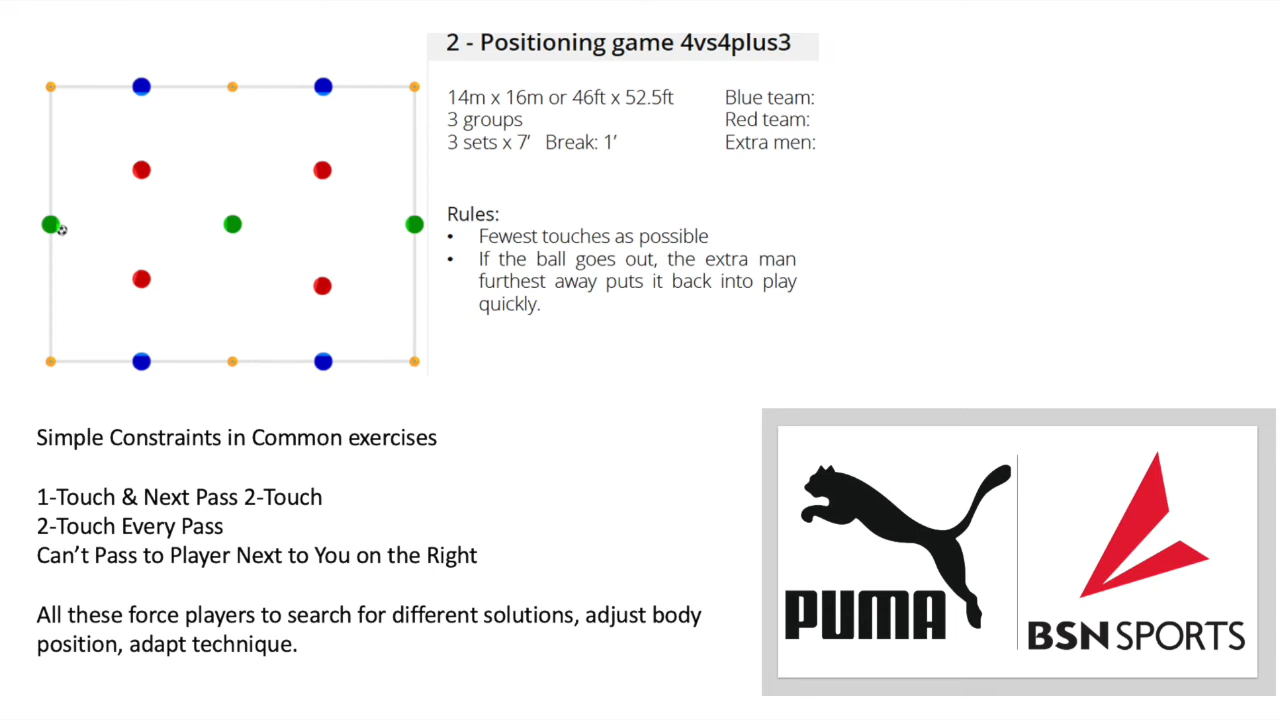 2 - Positioning game 4vs4plus3
14m x 16m or 46ft x 52.5ft
3 groups
3 sets x 7’ Break: 1’
Blue team:
Red team:
Extra men:
Rules:
• Fewest touches as possible
• If the ball goes out, the extra man
furthest away puts it back into play
quickly.
Simple Constraints in Common exercises
1-Touch & Next Pass 2-Touch
2-Touch Every Pass
Can’t Pass to Player Next to You on the Right
All these force players to search for different solutions, adjust body
position, adapt technique.
PUMA
BSN SPORTS